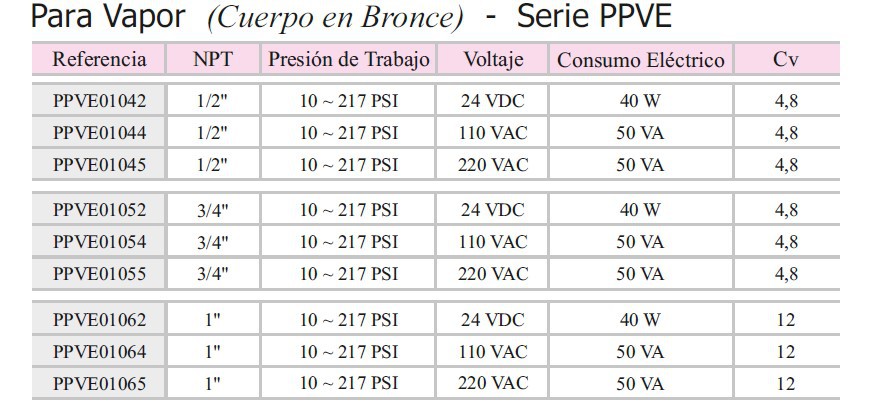 Para Vapor (Cuerpo en Bronce) - Serie PPVE
Referencia NPT Presión de Trabajo Voltaje Consumo Eléctrico Cv
PPVE01042 1/2" 10 ~ 217 PSI 24 VDC 40 W 4,8
PPVE01044 1/2" 10 ~ 217 PSI 110 VAC 50 VA 4,8
PPVE01045 1/2" 10 ~ 217 PSI 220 VAC 50 VA 4,8
PPVE01052 3/4" 10 ~ 217 PSI 24 VDC 40 W 4,8
PPVE01054 3/4" 10 ~ 217 PSI 110 VAC 50 VA 4,8
PPVE01055 3/4" 10 ~ 217 PSI 220 VAC 50 VA 4,8
PPVE01062 1" 10 ~ 217 PSI 24 VDC 40 W 12
PPVE01064 1" 10 ~ 217 PSI 110 VAC 50 VA 12
PPVE01065 1" 10 ~ 217 PSI 220 VAC 50 VA 12